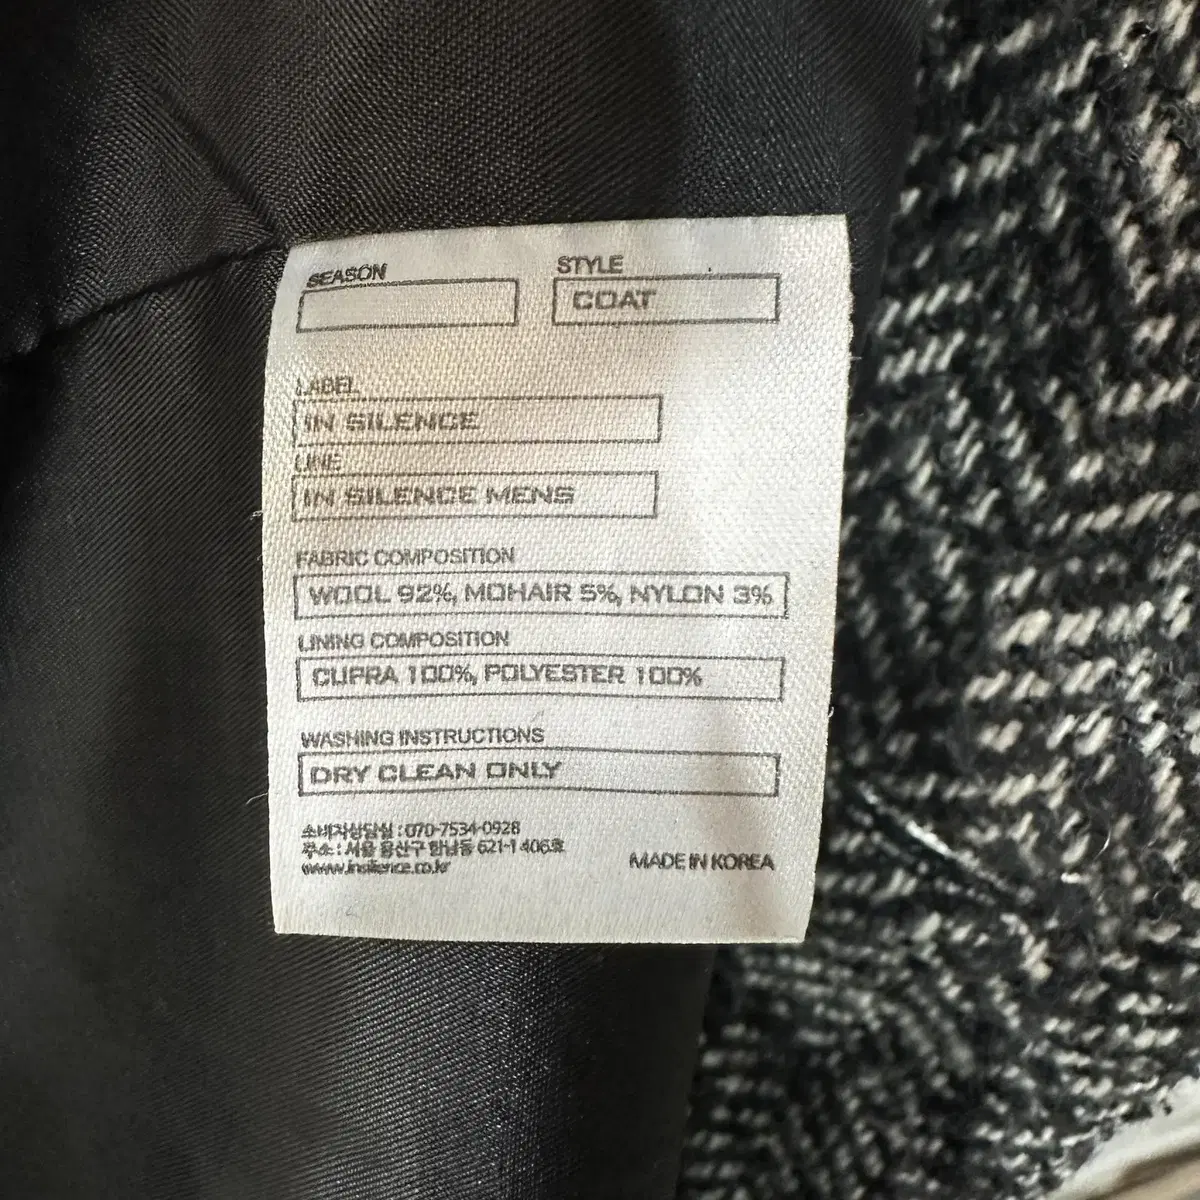 SEASON
STYLE
COAT
LABEL
IN SILENCE
LINE
IN SILENCE MENS
FABRIC COMPOSITION
WOOL 92%, MOHAIR 5%, NYLON 3%
LINING COMPOSITION
CUPRA 100%, POLYESTER 100%
WASHING INSTRUCTIONS
DRY CLEAN ONLY
소비자상담실 : 070-7534-0928
주소 : 서울 용산구 한남동 621-1 406호
www.insilence.co.kr
MADE IN KOREA